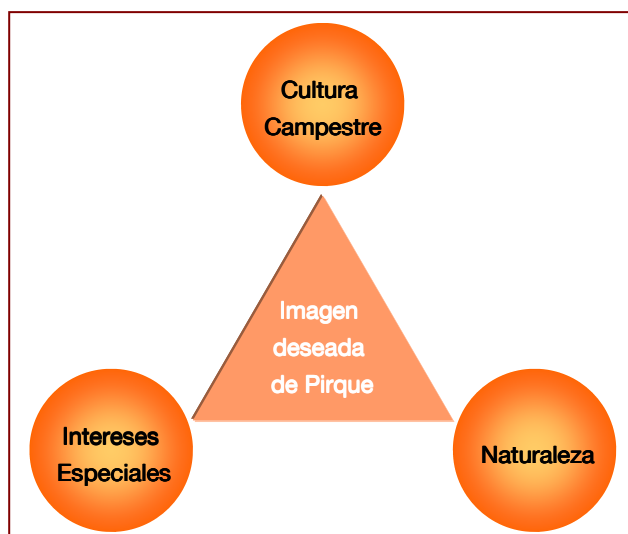 Cultura
Campestre
Imagen
deseada
de Pirque
Intereses
Especiales
Naturaleza